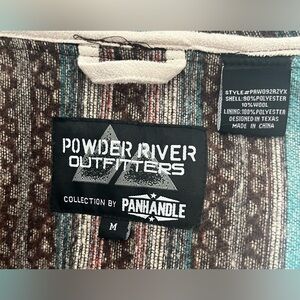 POWDER RIVER
OUTFITTERS
COLLECTION BY PANHANDLE
M
STYLE#PRWO92RZYX
SHELL:90%POLYESTER
10%WOOL
LINING:100%POLYESTER
DESIGNED IN TEXAS
MADE IN CHINA